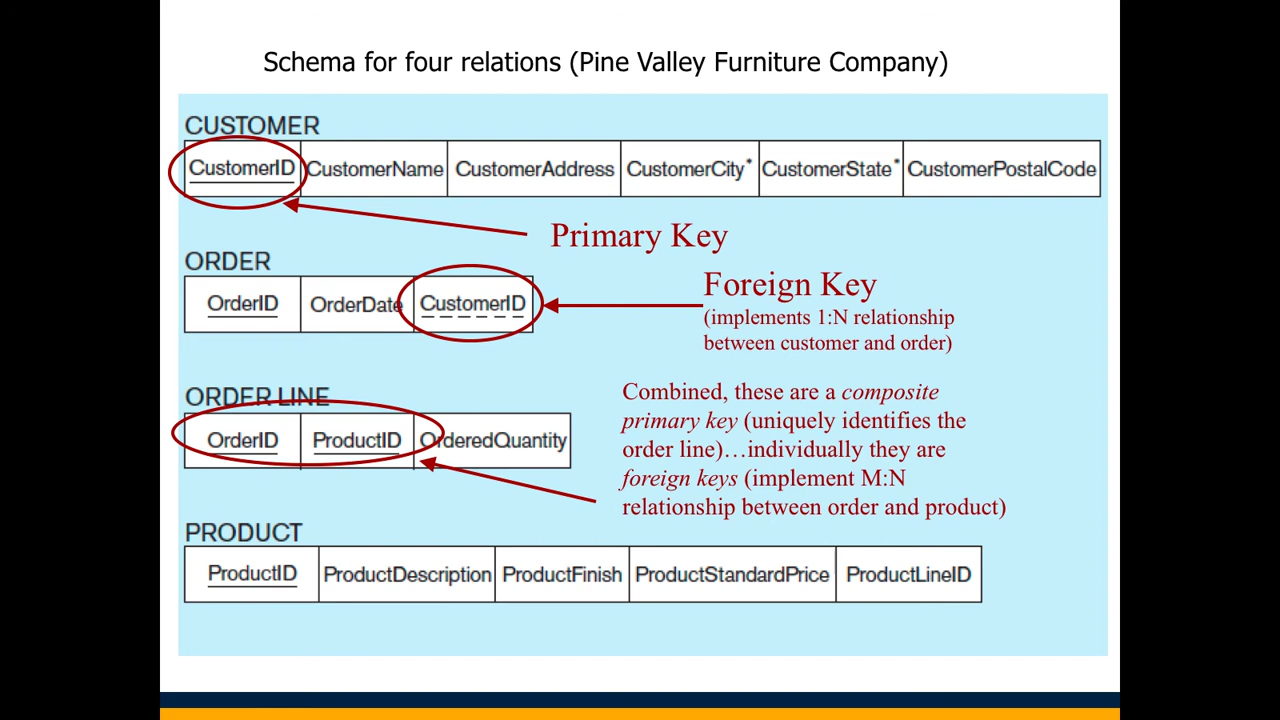 Schema for four relations (Pine Valley Furniture Company)
CUSTOMER
CustomerID CustomerName CustomerAddress CustomerCity* CustomerState* CustomerPostalCode
Primary Key
ORDER
OrderID OrderDate CustomerID
Foreign Key
(implements 1:N relationship
between customer and order)
ORDER LINE
OrderID ProductID OrderedQuantity
Combined, these are a composite
primary key (uniquely identifies the
order line)…individually they are
foreign keys (implement M:N
relationship between order and product)
PRODUCT
ProductID ProductDescription ProductFinish ProductStandardPrice ProductLineID